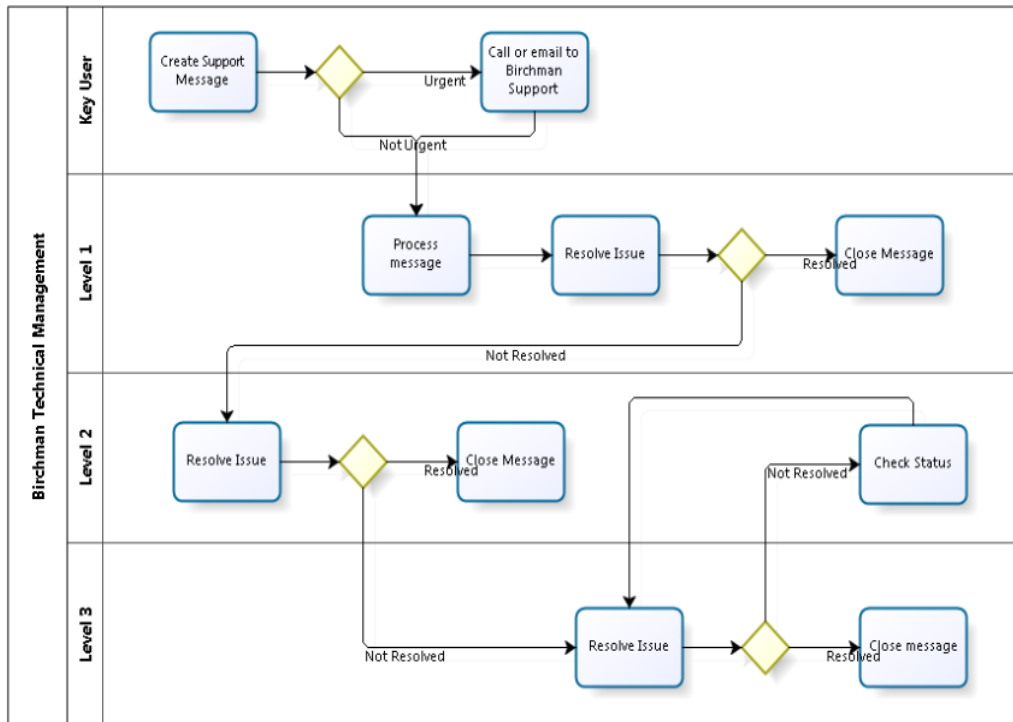 Birchman Technical Management
Key User
Create Support
Message
Urgent
Call or email to
Birchman
Support
Not Urgent
Level 1
Process
message
Resolve Issue
Resolved
Close Message
Not Resolved
Level 2
Resolve Issue
Resolved
Close Message
Not Resolved
Check Status
Level 3
Not Resolved
Resolve Issue
Resolved
Close message